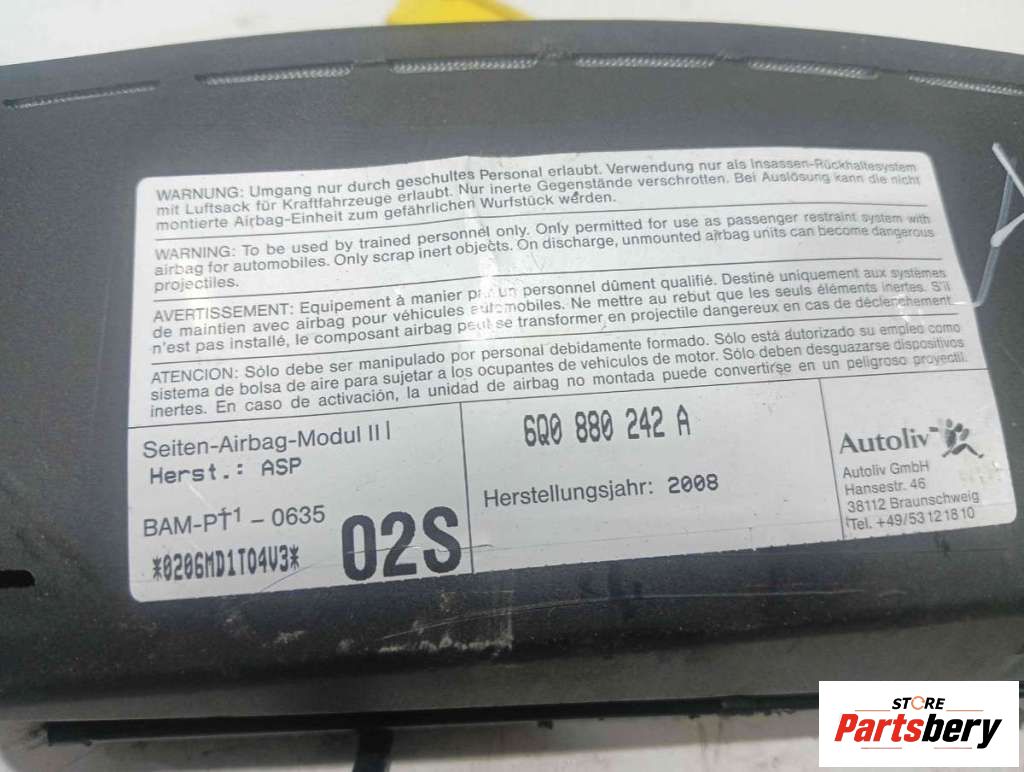 WARNUNG: Umgang nur durch geschultes Personal erlaubt. Verwendung nur als Insassen-Rückhaltesystem
mit Luftsack für Kraftfahrzeuge erlaubt. Nur inerte Gegenstände verschrotten. Bei Auslösung kann die nicht
montierte Airbag-Einheit zum gefährlichen Wurfstück werden.
WARNING: To be used by trained personnel only. Only permitted for use as passenger restraint system with
airbag for automobiles. Only scrap inert objects. On discharge, unmounted airbag units can become dangerous
projectiles.
AVERTISSEMENT: Equipement à manier par un personnel dûment qualifié. Destiné uniquement aux systèmes
de maintien avec airbag pour véhicules automobiles. Ne mettre au rebut que les seuls éléments inertes. S'il
n'est pas installé, le composant airbag peut se transformer en projectile dangereux en cas de déclenchement.
ATENCION: Sólo debe ser manipulado por personal debidamente formado. Sólo está autorizado su empleo como
sistema de bolsa de aire para sujetar a los ocupantes de vehículos de motor. Sólo deben desguazarse dispositivos
inertes. En caso de activación, la unidad de airbag no montada puede convertirse en un peligroso proyectil.
Seiten-Airbag-Modul II
Herst.: ASP
BAM-PT¹ - 0635
*0206MD1T04V3*
02S
6Q0 880 242 A
Herstellungsjahr: 2008
Autoliv
Autoliv GmbH
Hansestr. 46
38112 Braunschweig
Tel. +49/53121810
STORE
Partsbery